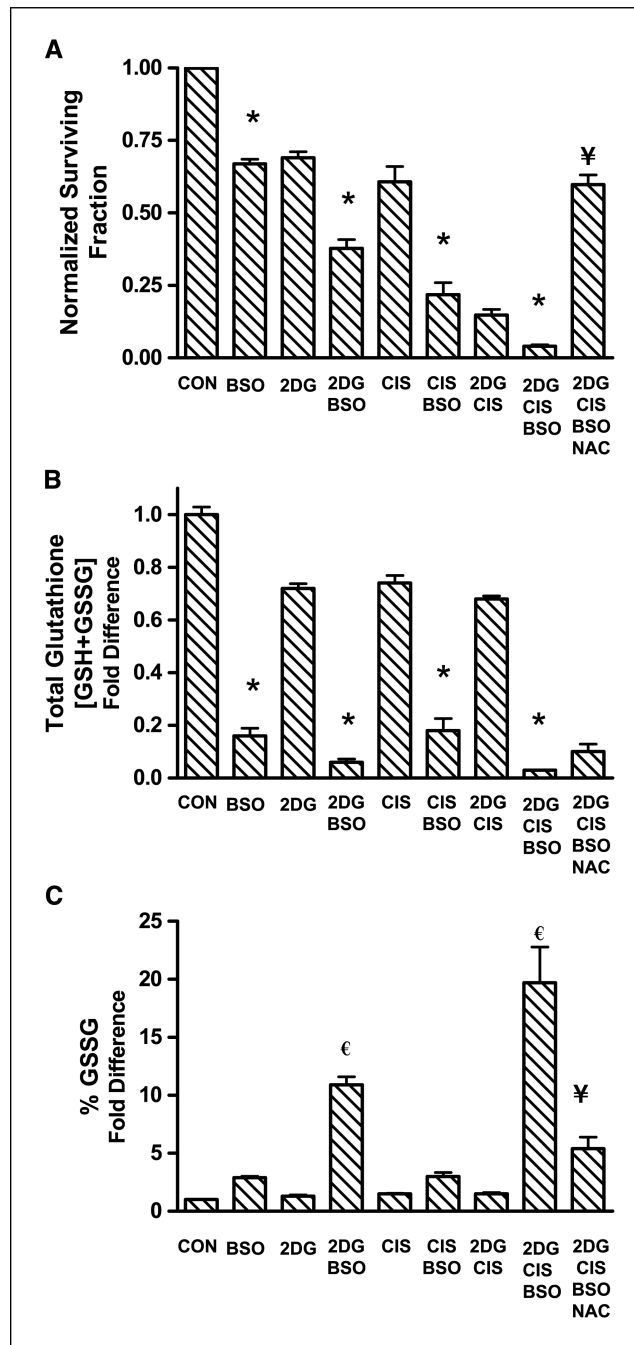 A
Normalized Surviving
Fraction
1.00
0.75
0.50
0.25
0.00
*
*
*
*
¥
CON BSO 2DG 2DG CIS CIS 2DG 2DG 2DG
BSO BSO CIS CIS CIS
BSO BSO
NAC
B
Total Glutathione
[GSH+GSSG]
Fold Difference
1.0
0.8
0.6
0.4
0.2
0.0
*
*
*
*
CON BSO 2DG 2DG CIS CIS 2DG 2DG 2DG
BSO BSO CIS CIS CIS
BSO BSO
NAC
C
% GSSG
Fold Difference
25
20
15
10
5
0
€
€
¥
CON BSO 2DG 2DG CIS CIS 2DG 2DG 2DG
BSO BSO CIS CIS CIS
BSO BSO
NAC